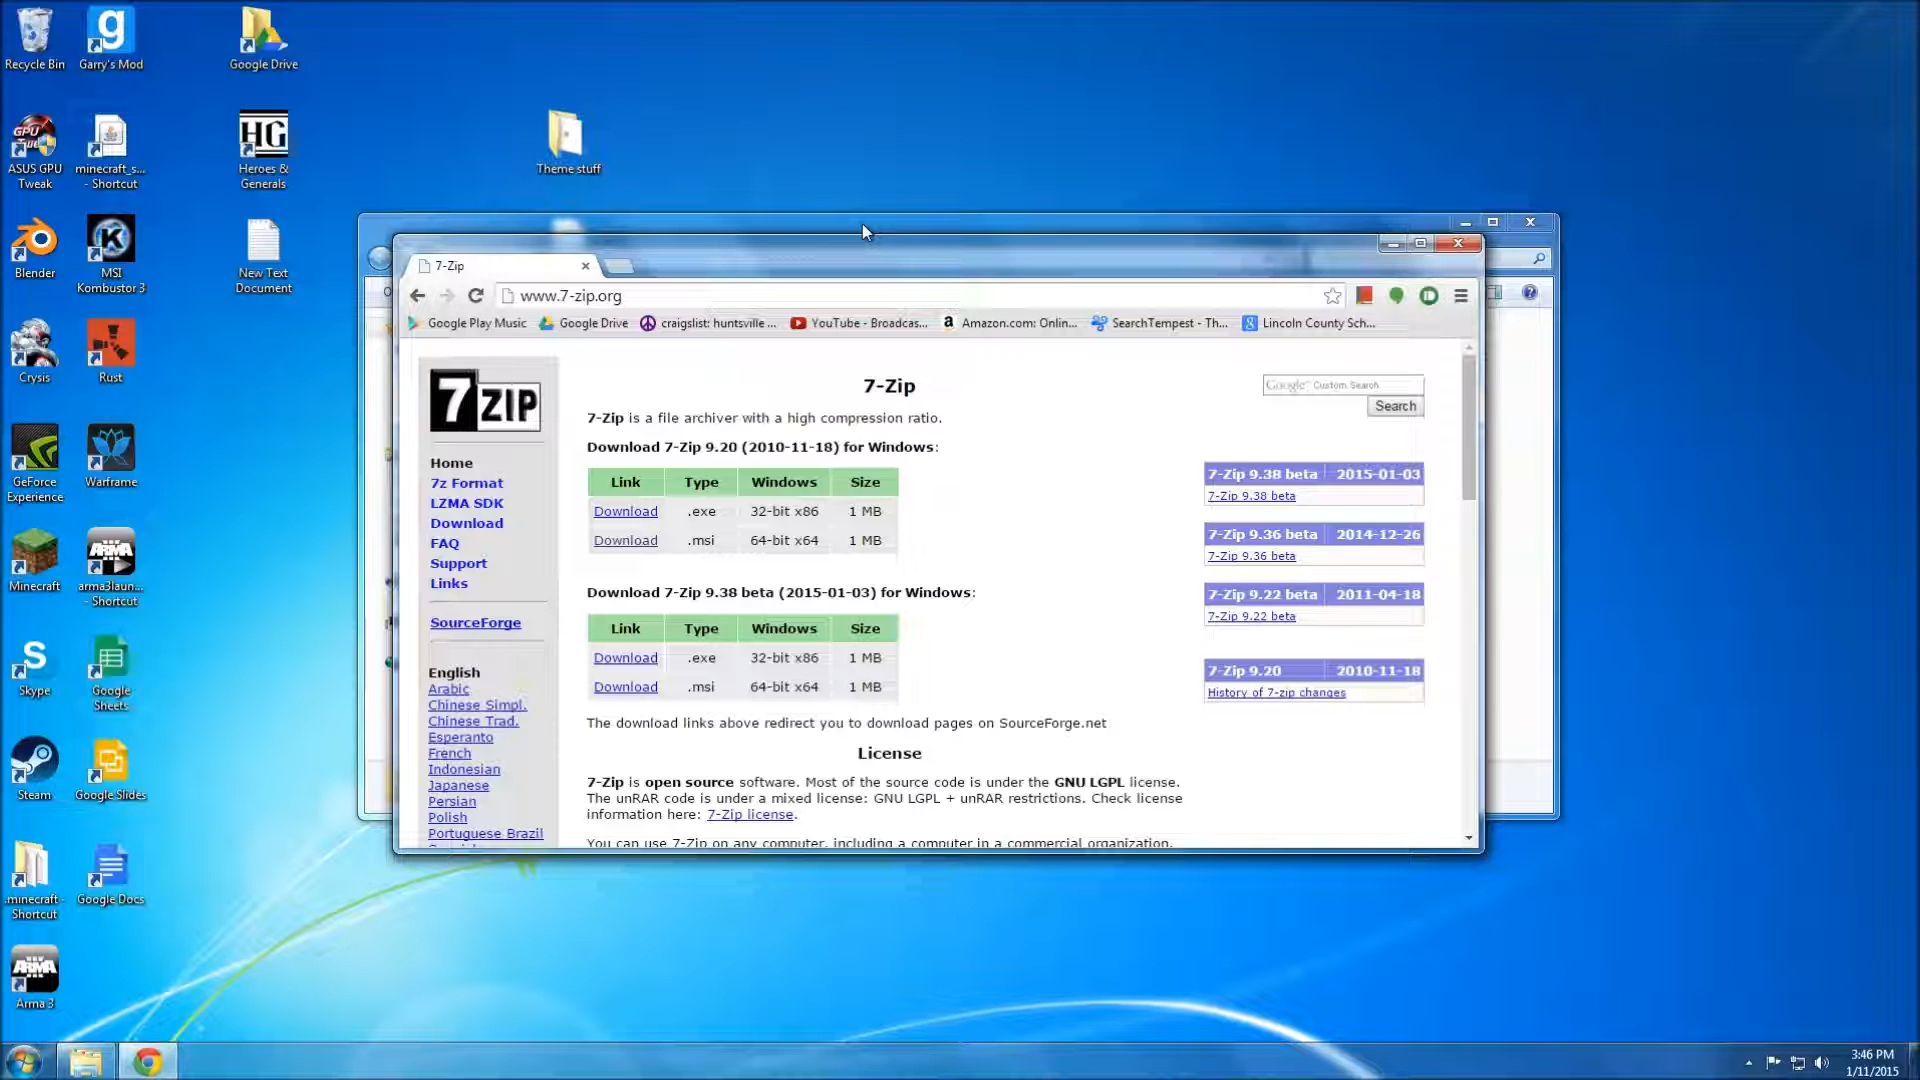 Recycle Bin
Garry's Mod
Google Drive
ASUS GPU
Tweak
minecraft_s...
- Shortcut
HG
Heroes &
Generals
Theme stuff
Blender
MSI
Kombustor 3
New Text
Document
Crysis
Rust
GeForce
Experience
Warframe
Minecraft
arma3laun...
- Shortcut
Skype
Google
Sheets
Steam
Google Slides
.minecraft -
Shortcut
Google Docs
Arma 3
7-Zip
www.7-zip.org
Google Play Music
Google Drive
craigslist: huntsville ...
YouTube - Broadcas...
Amazon.com: Onlin...
SearchTempest - Th...
Lincoln County Sch...
7ZIP
Home
7z Format
LZMA SDK
Download
FAQ
Support
Links
SourceForge
English
Arabic
Chinese Simpl.
Chinese Trad.
Esperanto
French
Indonesian
Japanese
Persian
Polish
Portuguese Brazil
7-Zip
7-Zip is a file archiver with a high compression ratio.
Download 7-Zip 9.20 (2010-11-18) for Windows:
Link Type Windows Size
Download .exe 32-bit x86 1 MB
Download .msi 64-bit x64 1 MB
Download 7-Zip 9.38 beta (2015-01-03) for Windows:
Link Type Windows Size
Download .exe 32-bit x86 1 MB
Download .msi 64-bit x64 1 MB
The download links above redirect you to download pages on SourceForge.net
License
7-Zip is open source software. Most of the source code is under the GNU LGPL license.
The unRAR code is under a mixed license: GNU LGPL + unRAR restrictions. Check license
information here: 7-Zip license.
You can use 7-Zip on any computer, including a computer in a commercial organization.
Google™ Custom Search
Search
7-Zip 9.38 beta 2015-01-03
7-Zip 9.38 beta
7-Zip 9.36 beta 2014-12-26
7-Zip 9.36 beta
7-Zip 9.22 beta 2011-04-18
7-Zip 9.22 beta
7-Zip 9.20 2010-11-18
History of 7-zip changes
3:46 PM
1/11/2015